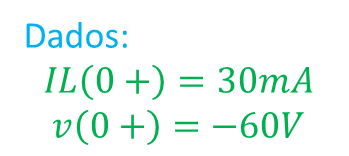 Dados:
IL(0 +) = 30mA
v(0 +) = −60V